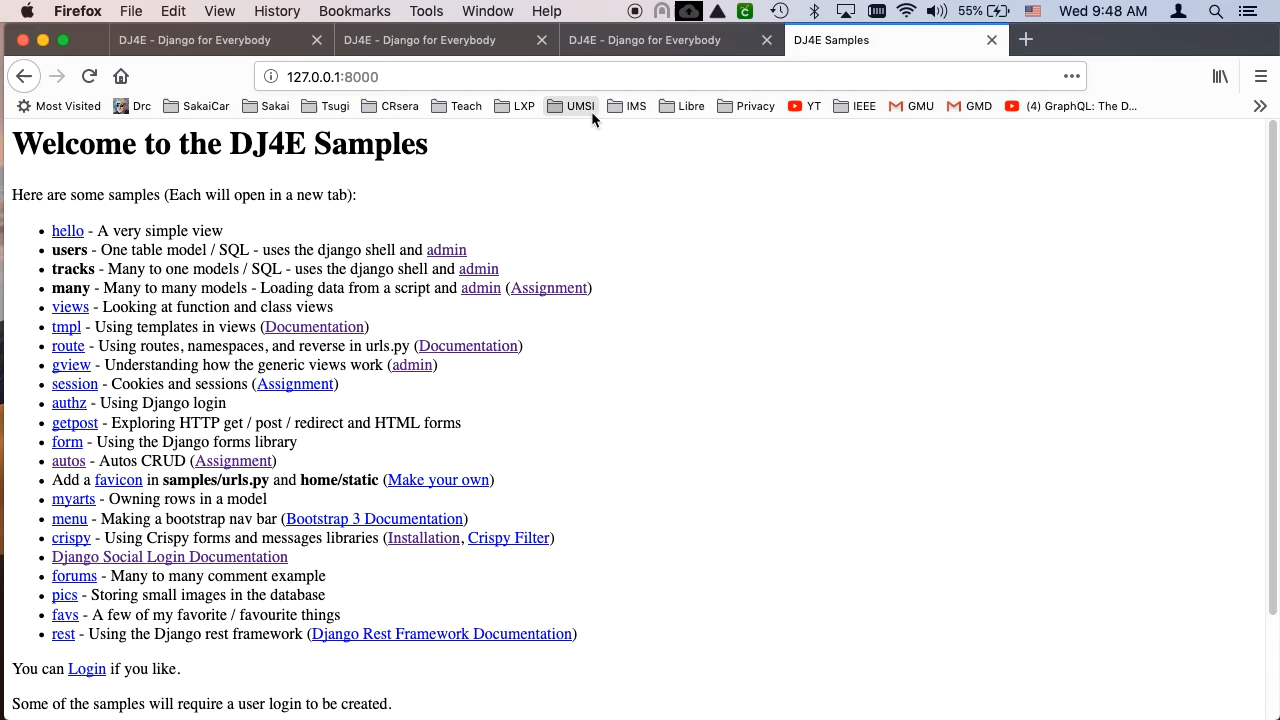 Firefox File Edit View History Bookmarks Tools Window Help 55% Wed 9:48 AM
DJ4E - Django for Everybody DJ4E - Django for Everybody DJ4E - Django for Everybody DJ4E Samples
127.0.0.1:8000
Most Visited Drc SakaiCar Sakai Tsugi CRsera Teach LXP UMSI IMS Libre Privacy YT IEEE GMU GMD (4) GraphQL: The D...
Welcome to the DJ4E Samples
Here are some samples (Each will open in a new tab):
• hello - A very simple view
• users - One table model / SQL - uses the django shell and admin
• tracks - Many to one models / SQL - uses the django shell and admin
• many - Many to many models - Loading data from a script and admin (Assignment)
• views - Looking at function and class views
• tmpl - Using templates in views (Documentation)
• route - Using routes, namespaces, and reverse in urls.py (Documentation)
• gview - Understanding how the generic views work (admin)
• session - Cookies and sessions (Assignment)
• authz - Using Django login
• getpost - Exploring HTTP get / post / redirect and HTML forms
• form - Using the Django forms library
• autos - Autos CRUD (Assignment)
• Add a favicon in samples/urls.py and home/static (Make your own)
• myarts - Owning rows in a model
• menu - Making a bootstrap nav bar (Bootstrap 3 Documentation)
• crispy - Using Crispy forms and messages libraries (Installation, Crispy Filter)
• Django Social Login Documentation
• forums - Many to many comment example
• pics - Storing small images in the database
• favs - A few of my favorite / favourite things
• rest - Using the Django rest framework (Django Rest Framework Documentation)
You can Login if you like.
Some of the samples will require a user login to be created.